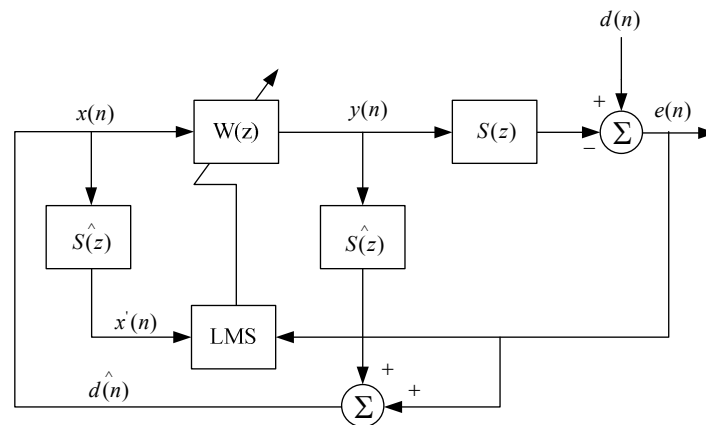 d(n)
x(n)
W(z)
y(n)
S(z)
+
Σ
−
e(n)
Ŝ(z)
Ŝ(z)
x'(n)
LMS
+
d̂(n)
+
Σ